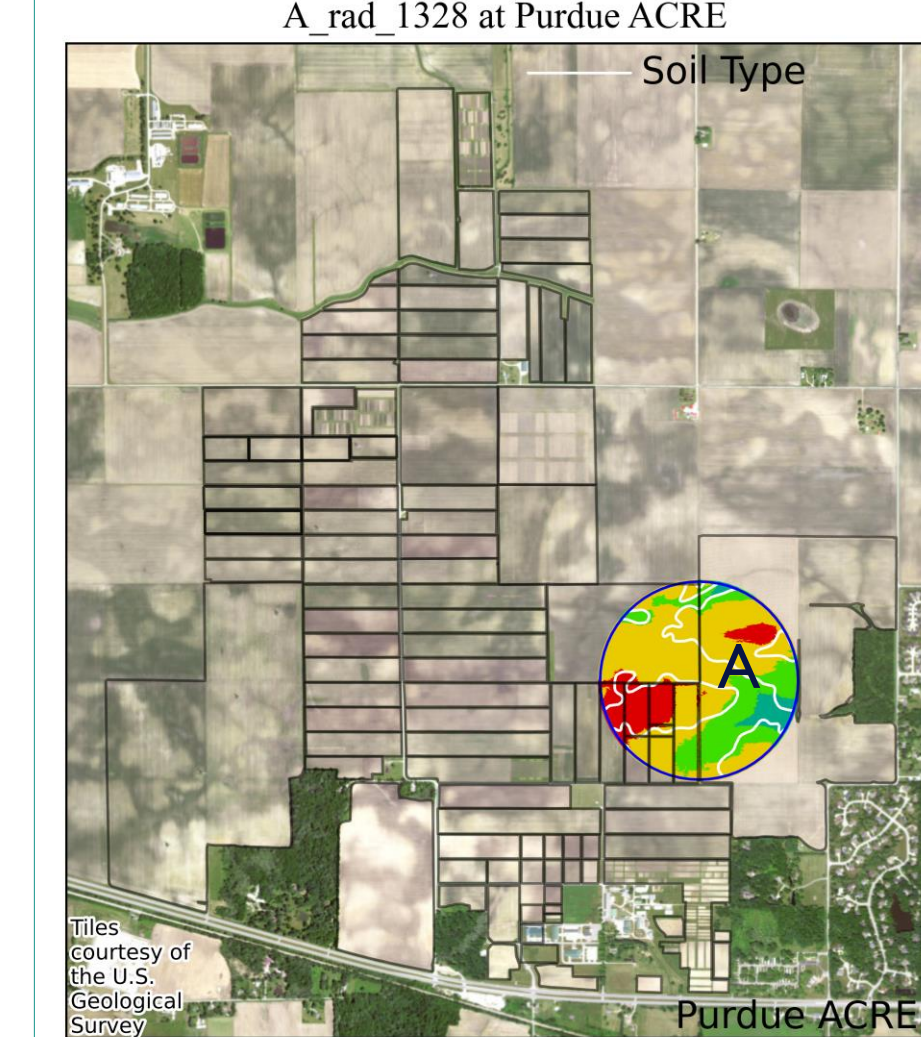 A_rad_1328 at Purdue ACRE
Soil Type
A
Tiles
courtesy of
the U.S.
Geological
Survey
Purdue ACRE